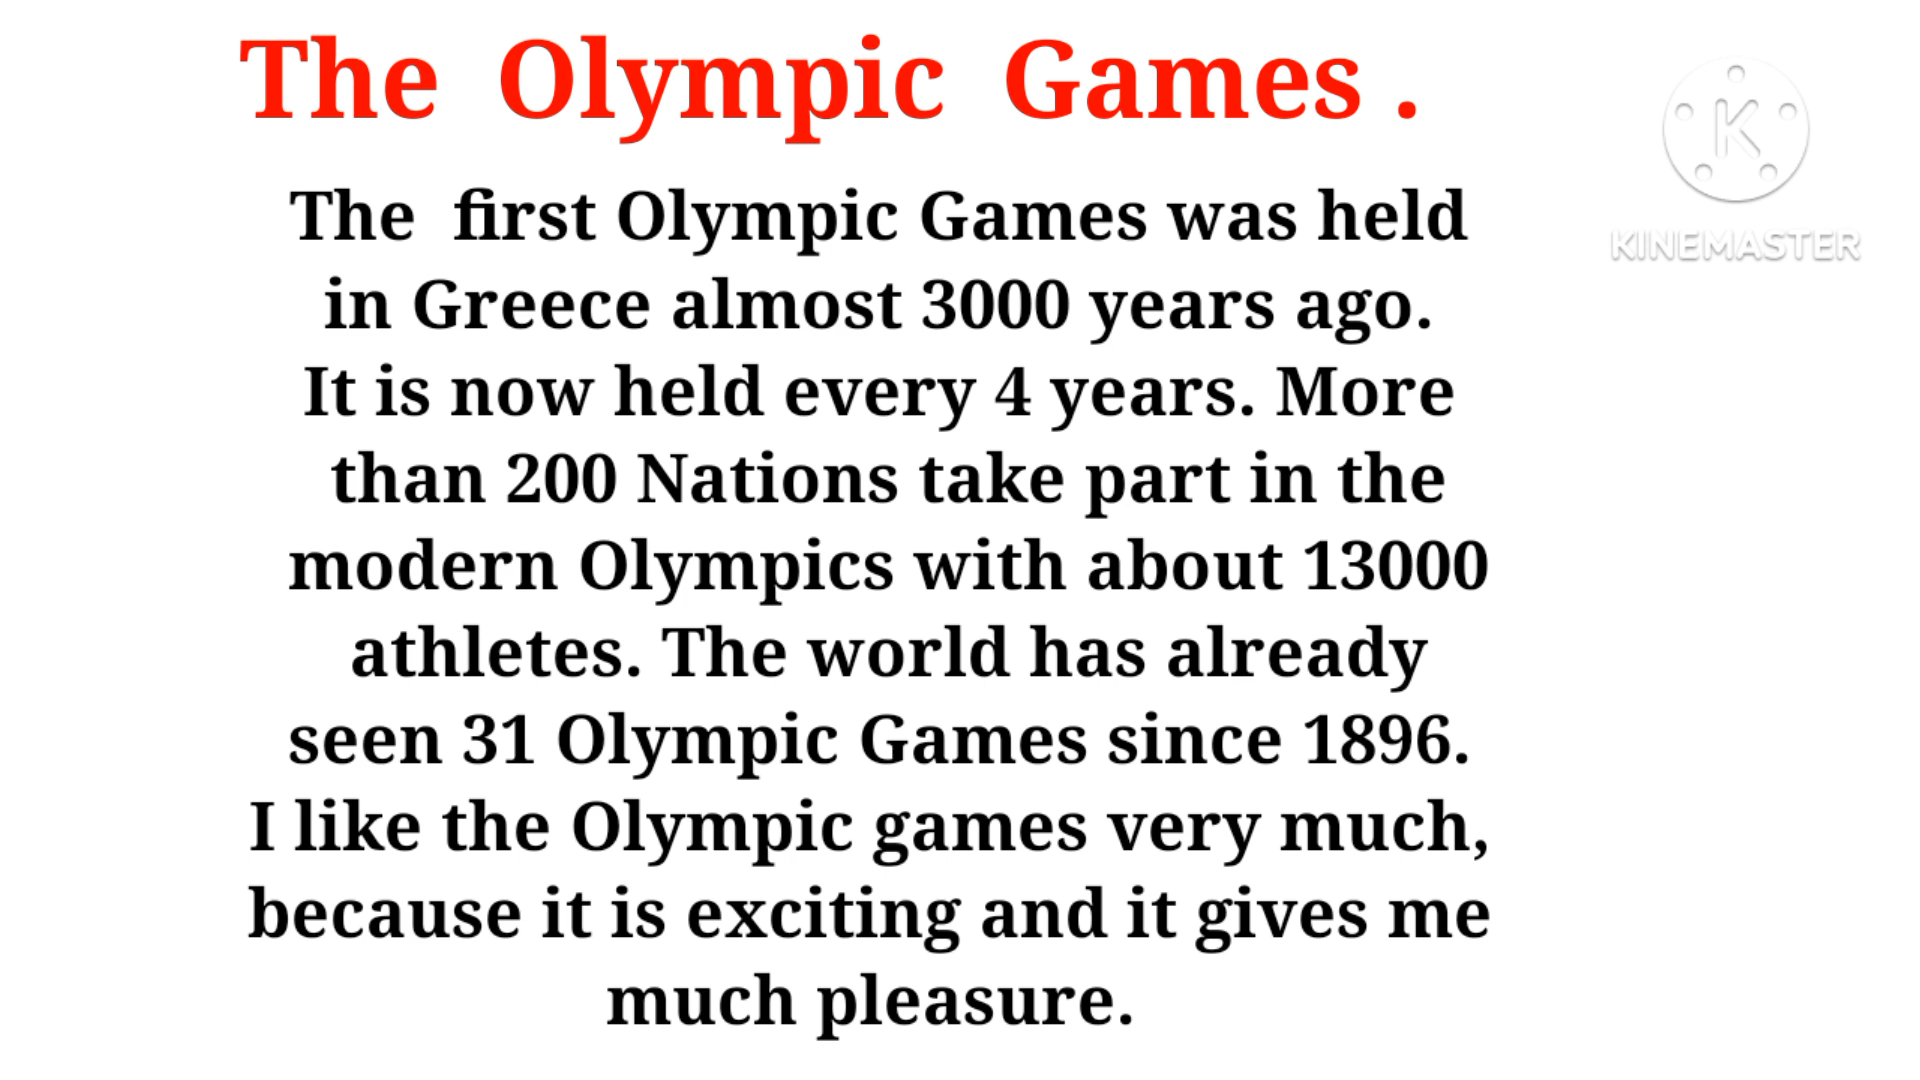 The Olympic Games .
The first Olympic Games was held
in Greece almost 3000 years ago.
It is now held every 4 years. More
than 200 Nations take part in the
modern Olympics with about 13000
athletes. The world has already
seen 31 Olympic Games since 1896.
I like the Olympic games very much,
because it is exciting and it gives me
much pleasure.
K
KINEMASTER